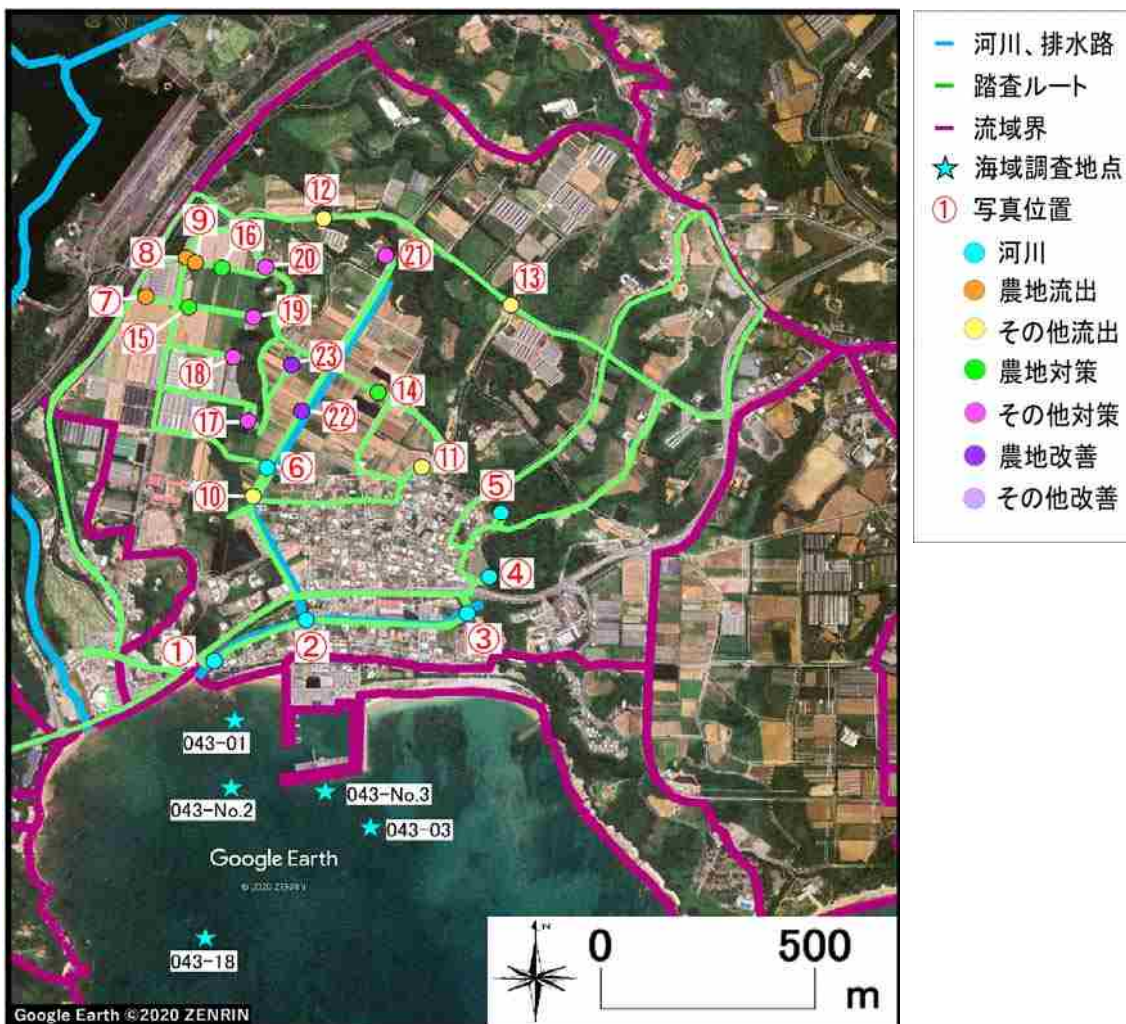 ⑫
⑨
⑯
⑧
⑳
㉑
⑦
⑬
⑲
⑮
㉓
⑱
⑭
㉒
⑰
⑥
⑪
⑩
⑤
④
①
②
③
043-01
043-No.2
043-No.3
043-03
Google Earth
© 2020 ZENRIN
043-18
N
0 500
m
Google Earth ©2020 ZENRIN
河川、排水路
踏査ルート
流域界
海域調査地点
① 写真位置
河川
農地流出
その他流出
農地対策
その他対策
農地改善
その他改善